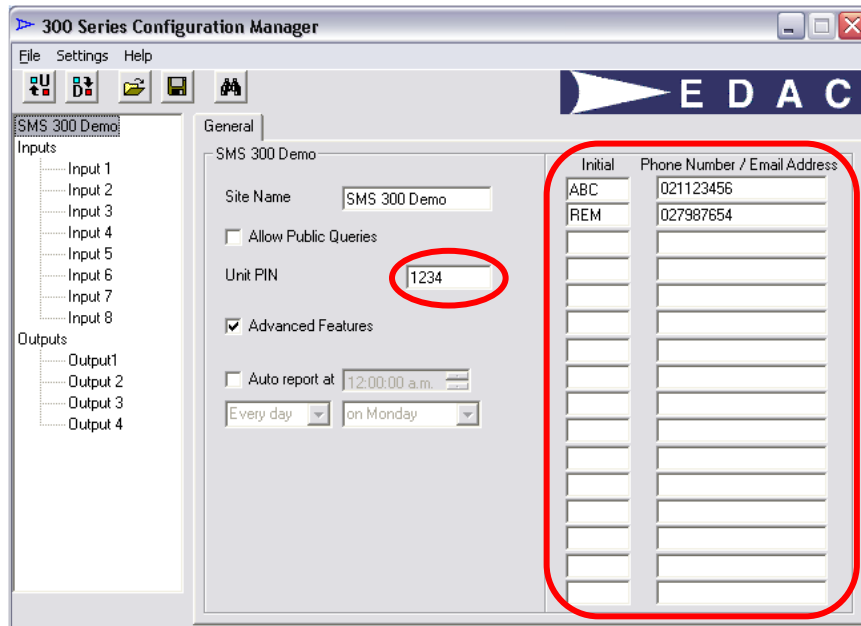 300 Series Configuration Manager
File Settings Help
EDAC
SMS 300 Demo
Inputs
Input 1
Input 2
Input 3
Input 4
Input 5
Input 6
Input 7
Input 8
Outputs
Output1
Output 2
Output 3
Output 4
General
SMS 300 Demo
Site Name SMS 300 Demo
Allow Public Queries
Unit PIN 1234
Advanced Features
Auto report at 12:00:00 a.m.
Every day on Monday
Initial Phone Number / Email Address
ABC 021123456
REM 027987654